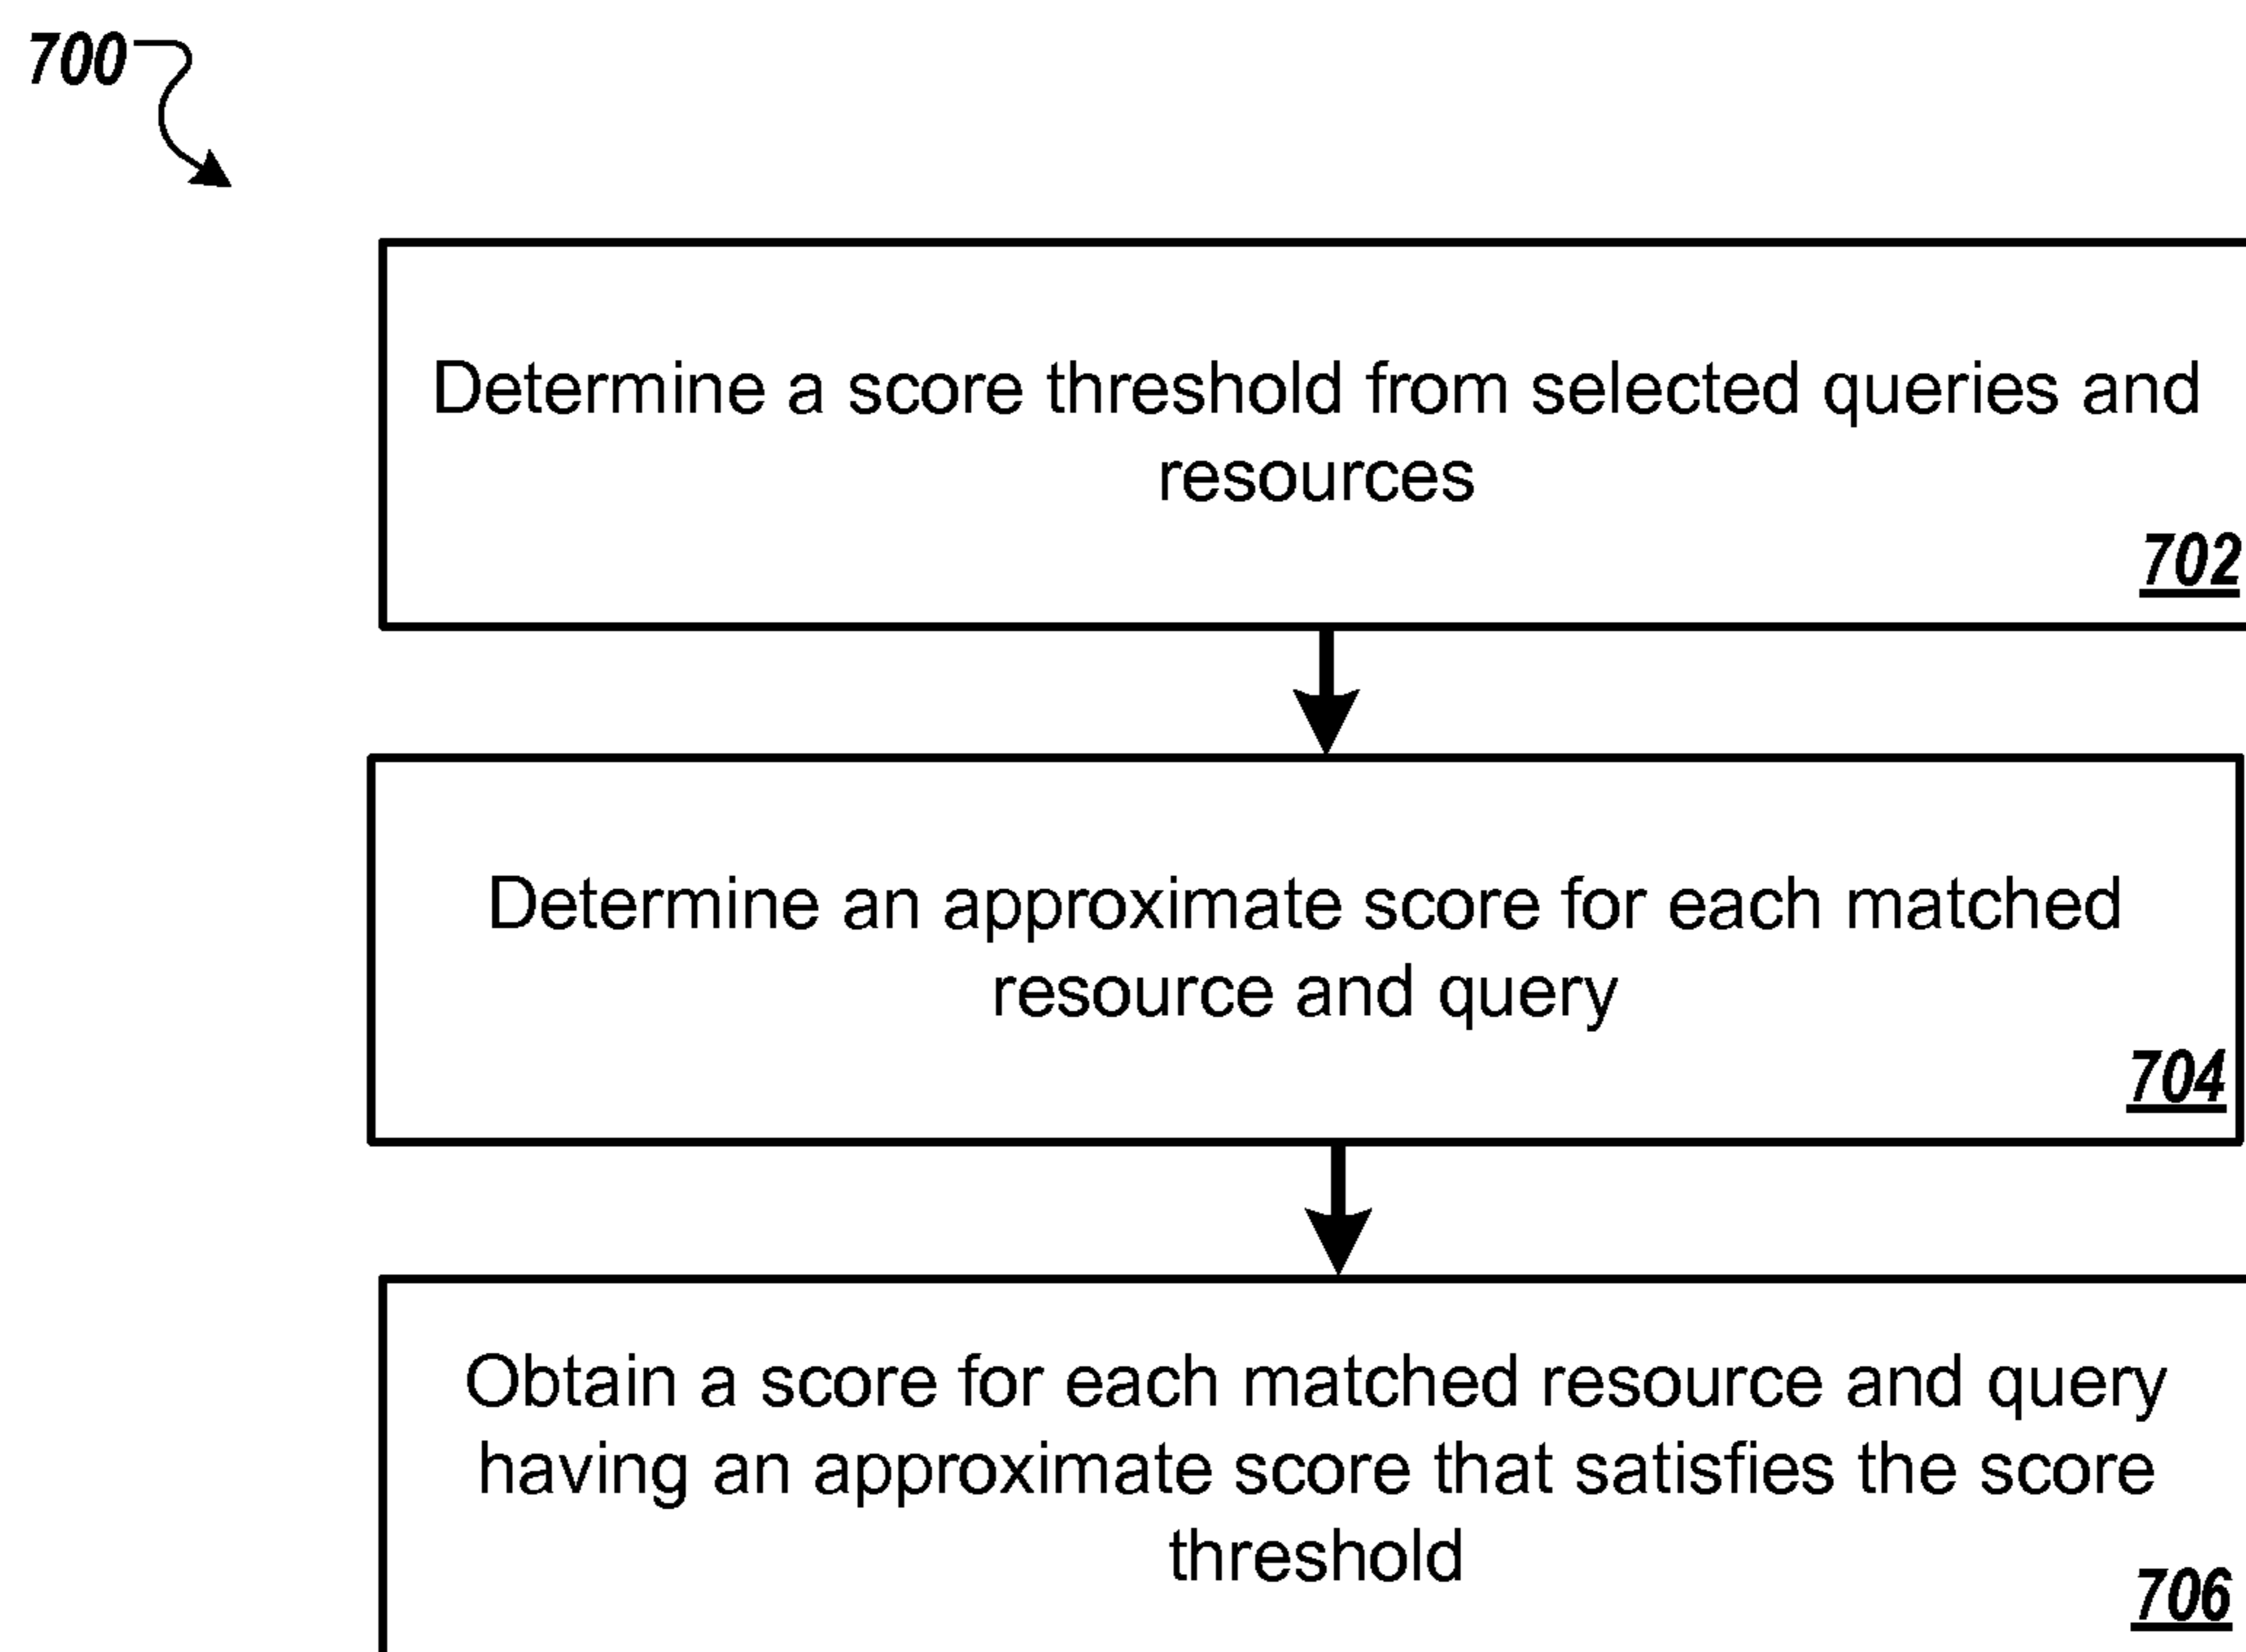 700
Determine a score threshold from selected queries and
resources
702
Determine an approximate score for each matched
resource and query
704
Obtain a score for each matched resource and query
having an approximate score that satisfies the score
threshold
706